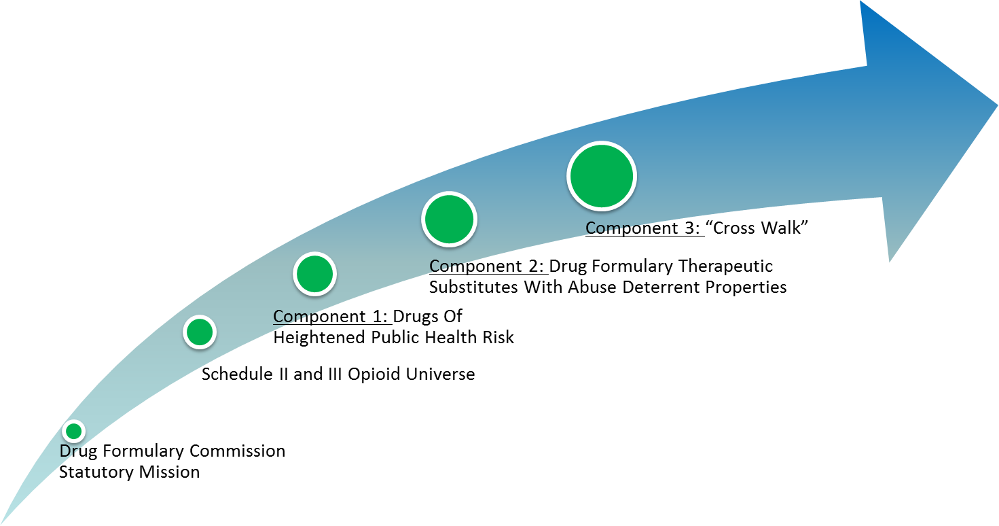 Component 3: “Cross Walk”
Component 2: Drug Formulary Therapeutic
Substitutes With Abuse Deterrent Properties
Component 1: Drugs Of
Heightened Public Health Risk
Schedule II and III Opioid Universe
Drug Formulary Commission
Statutory Mission